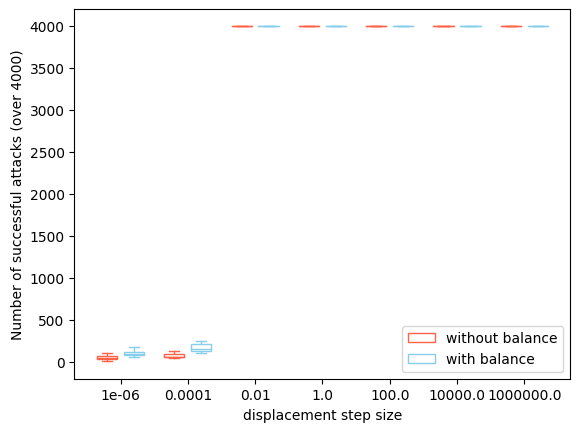 4000
3500
3000
2500
2000
1500
1000
500
0
Number of successful attacks (over 4000)
without balance
with balance
1e-06 0.0001 0.01 1.0 100.0 10000.0 1000000.0
displacement step size